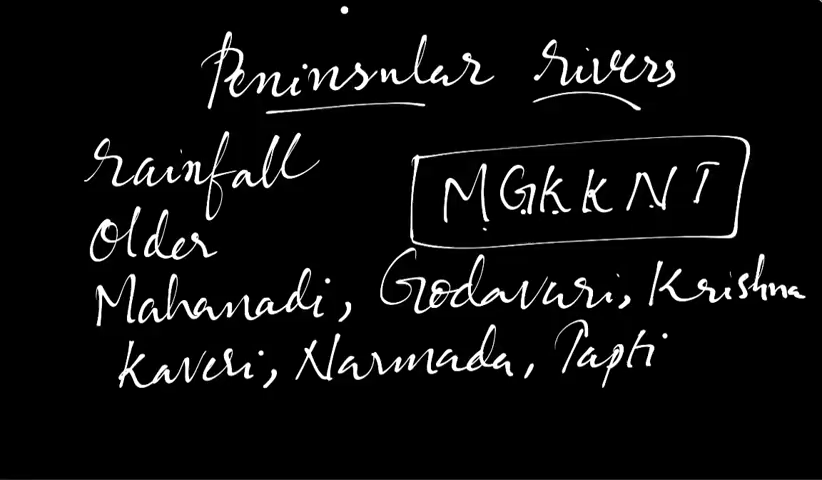 Peninsular rivers
rainfall
MGKKNT
Older
Mahanadi, Godavari, Krishna
Kaveri, Narmada, Tapti